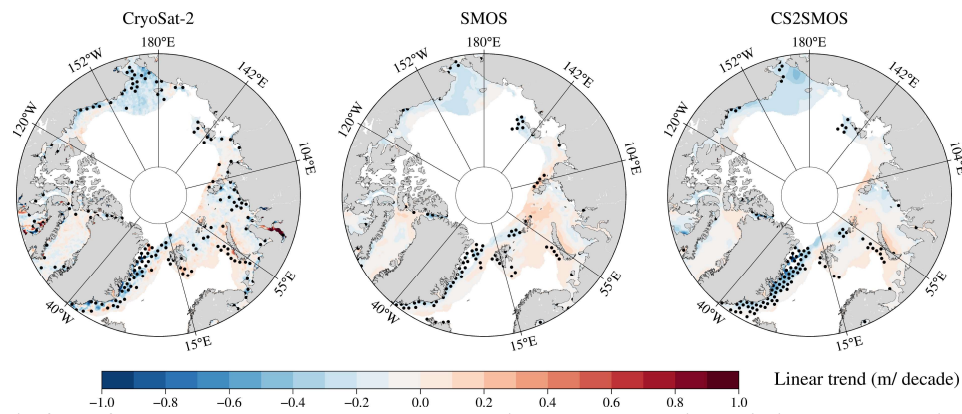 CryoSat-2
SMOS
CS2SMOS
180°E
152°W
142°E
120°W
104°E
40°W
55°E
15°E
180°E
152°W
142°E
120°W
104°E
40°W
55°E
15°E
180°E
152°W
142°E
120°W
104°E
40°W
55°E
15°E
Linear trend (m/ decade)
−1.0 −0.8 −0.6 −0.4 −0.2 0.0 0.2 0.4 0.6 0.8 1.0